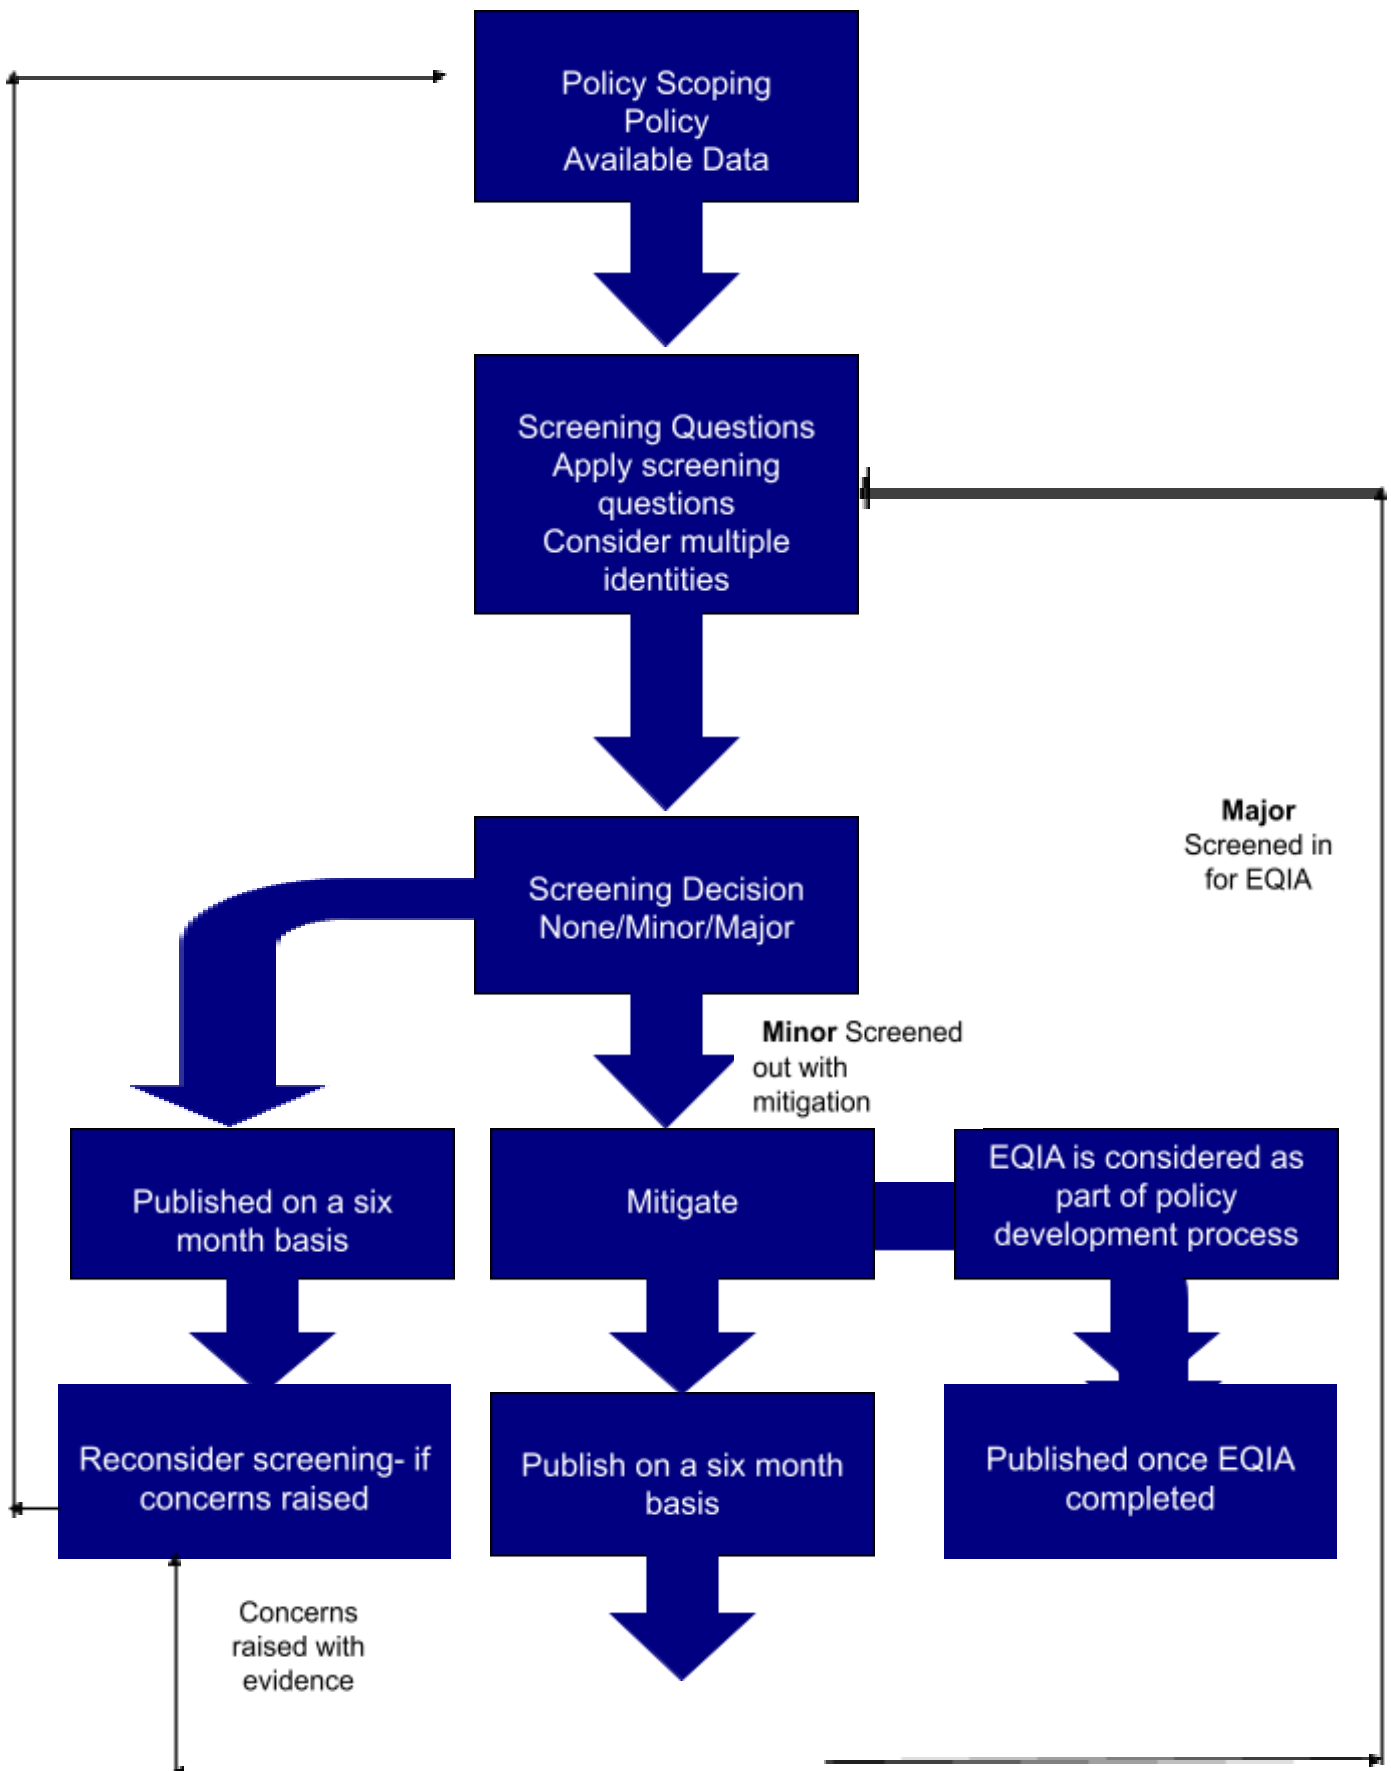 Policy Scoping
Policy
Available Data
Screening Questions
Apply screening
questions
Consider multiple
identities
Major
Screened in
for EQIA
Screening Decision
None/Minor/Major
Minor Screened
out with
mitigation
Published on a six
month basis
Mitigate
EQIA is considered as
part of policy
development process
Reconsider screening- if
concerns raised
Publish on a six month
basis
Published once EQIA
completed
Concerns
raised with
evidence